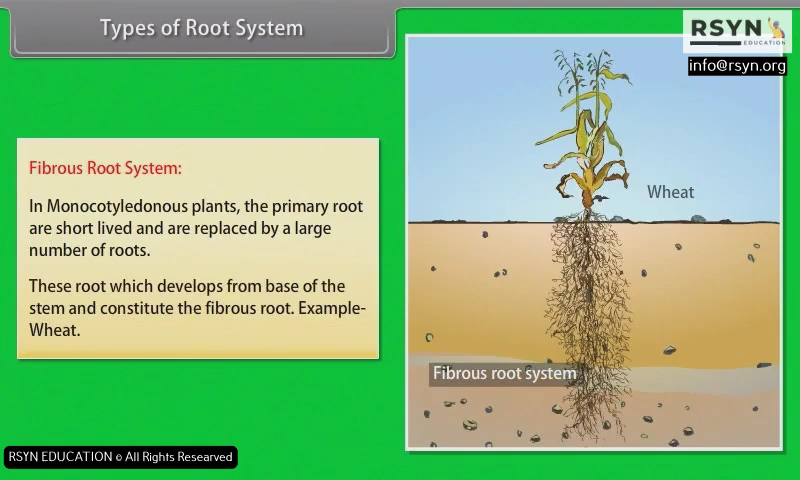 Types of Root System
RSYN
EDUCATION
info@rsyn.org
Fibrous Root System:
In Monocotyledonous plants, the primary root
are short lived and are replaced by a large
number of roots.
These root which develops from base of the
stem and constitute the fibrous root. Example-
Wheat.
Wheat
Fibrous root system
RSYN EDUCATION © All Rights Researved